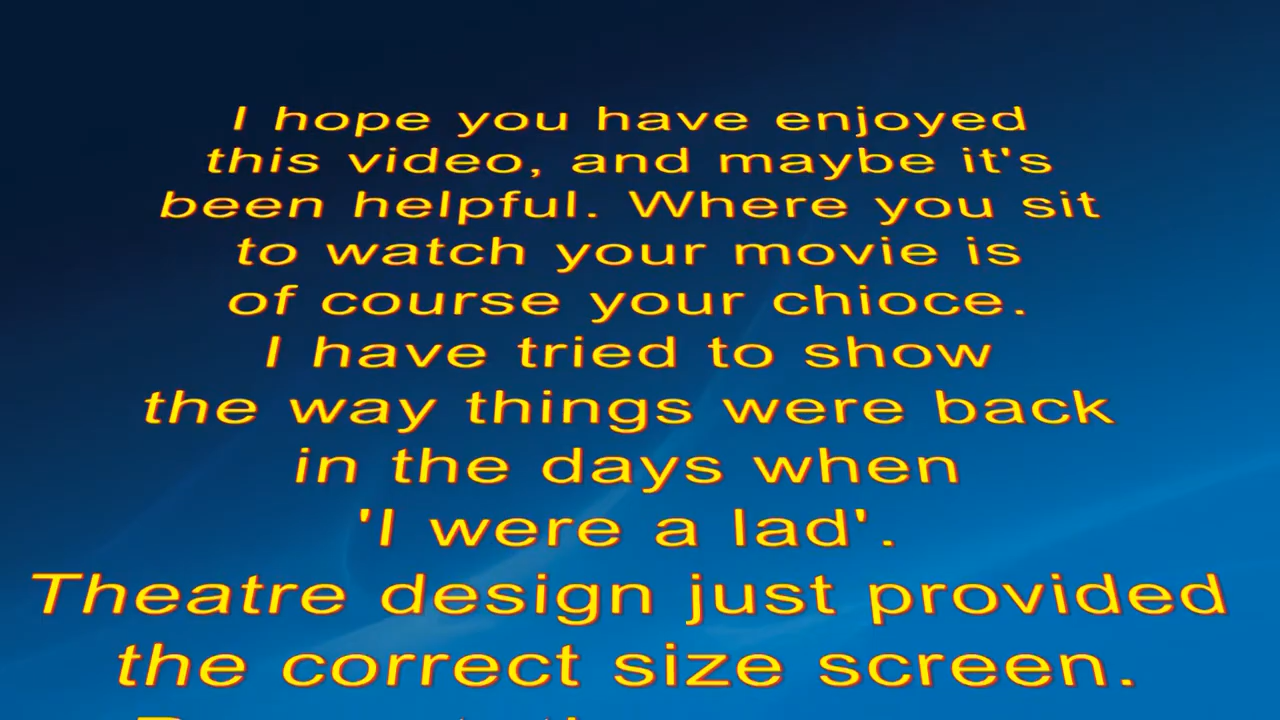 I hope you have enjoyed
this video, and maybe it's
been helpful. Where you sit
to watch your movie is
of course your chioce.
I have tried to show
the way things were back
in the days when
'I were a lad'.
Theatre design just provided
the correct size screen.